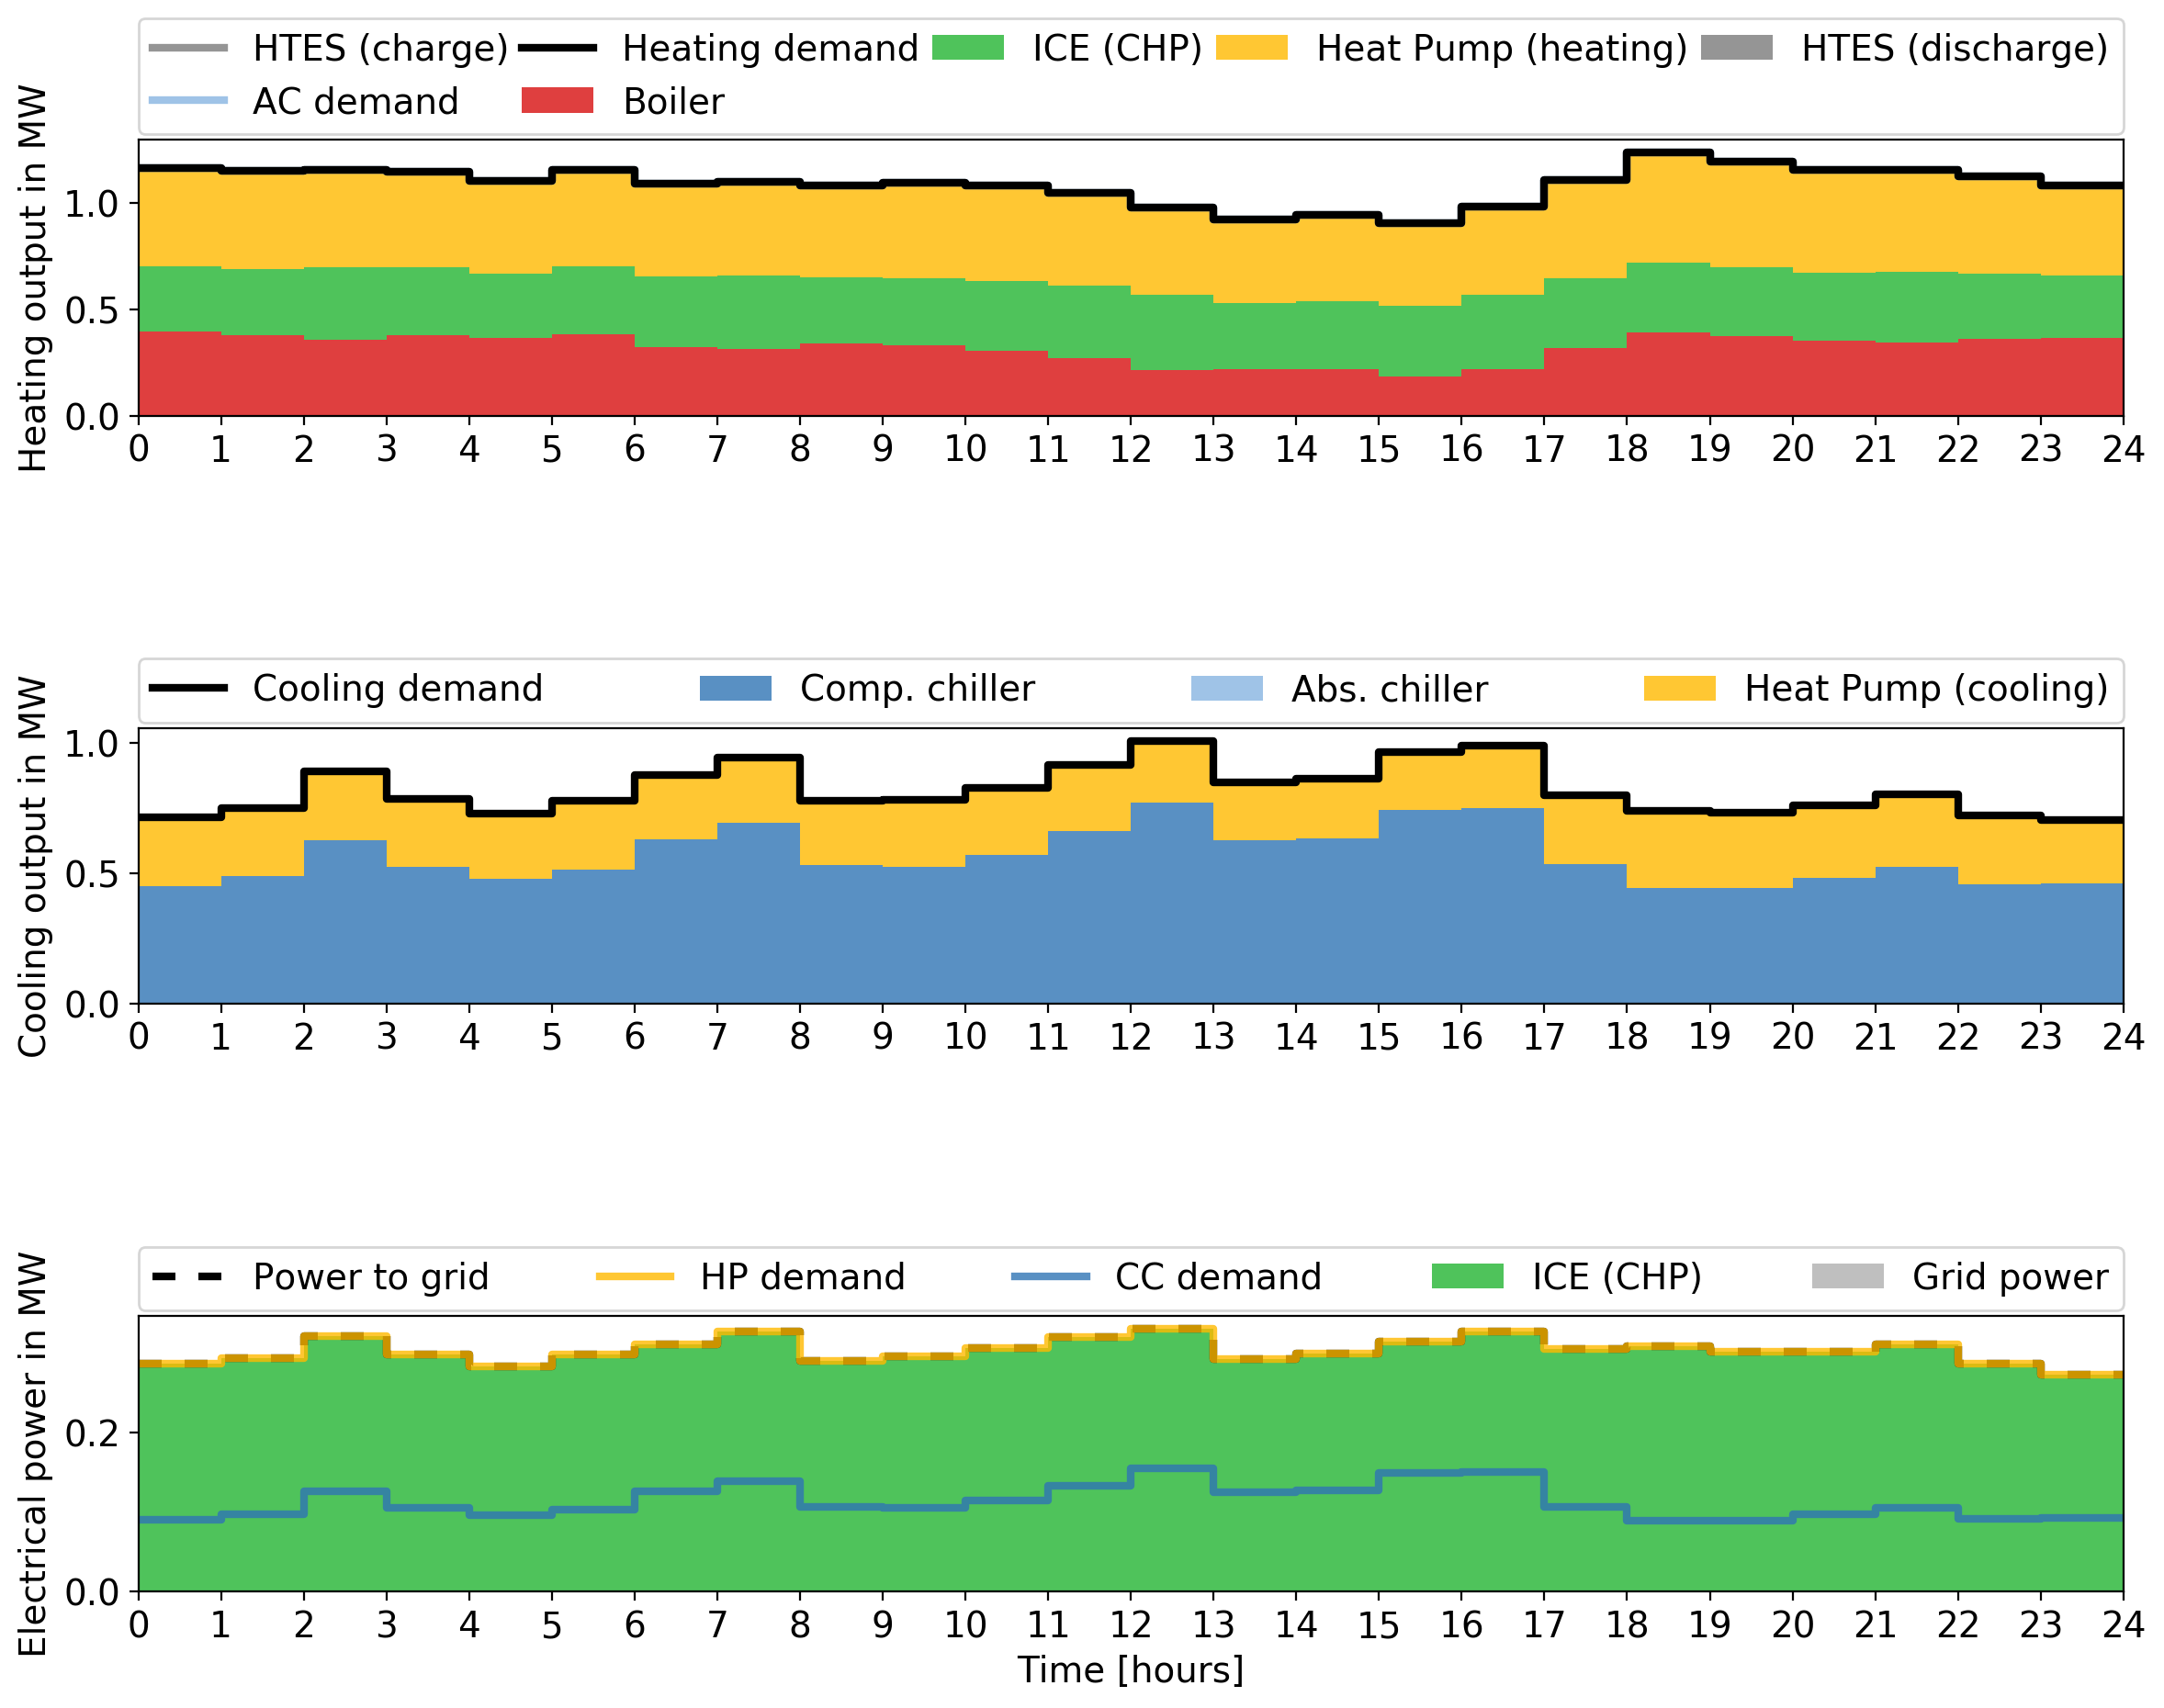 HTES (charge) Heating demand ICE (CHP) Heat Pump (heating) HTES (discharge)
AC demand Boiler
Heating output in MW
1.0
0.5
0.0
0 1 2 3 4 5 6 7 8 9 10 11 12 13 14 15 16 17 18 19 20 21 22 23 24
Cooling demand Comp. chiller Abs. chiller Heat Pump (cooling)
Cooling output in MW
1.0
0.5
0.0
0 1 2 3 4 5 6 7 8 9 10 11 12 13 14 15 16 17 18 19 20 21 22 23 24
Power to grid HP demand CC demand ICE (CHP) Grid power
Electrical power in MW
0.2
0.0
0 1 2 3 4 5 6 7 8 9 10 11 12 13 14 15 16 17 18 19 20 21 22 23 24
Time [hours]